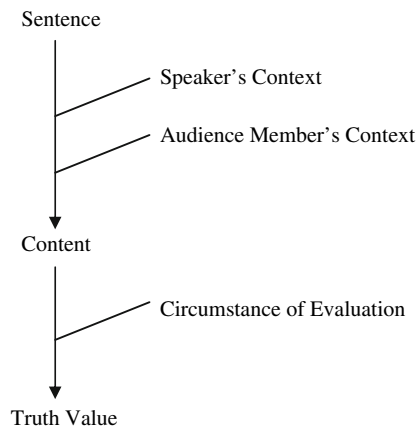 Sentence
Speaker's Context
Audience Member's Context
Content
Circumstance of Evaluation
Truth Value